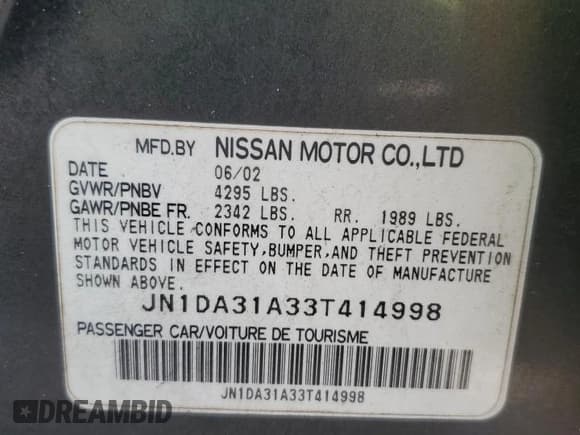 MFD.BY NISSAN MOTOR CO.,LTD
DATE 06/02
GVWR/PNBV 4295 LBS.
GAWR/PNBE FR. 2342 LBS. RR. 1989 LBS.
THIS VEHICLE CONFORMS TO ALL APPLICABLE FEDERAL
MOTOR VEHICLE SAFETY,BUMPER,AND THEFT PREVENTION
STANDARDS IN EFFECT ON THE DATE OF MANUFACTURE
SHOWN ABOVE.
JN1DA31A33T414998
PASSENGER CAR/VOITURE DE TOURISME
JN1DA31A33T414998
DREAMBID